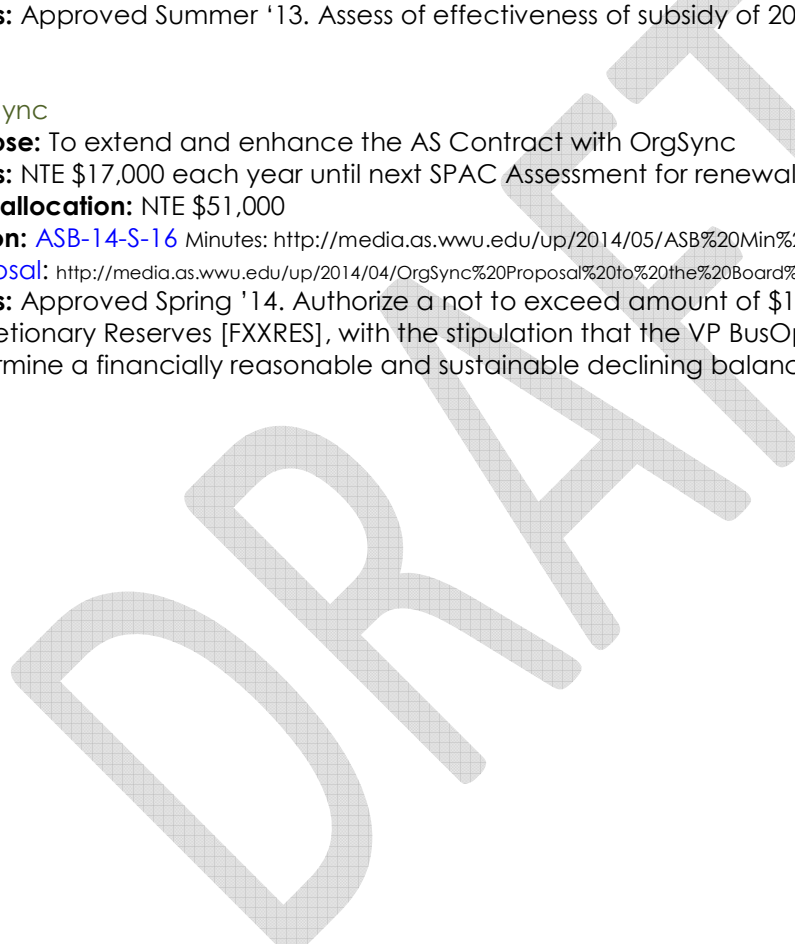 s: Approved Summer ‘13. Assess of effectiveness of subsidy of 20
ync
ose: To extend and enhance the AS Contract with OrgSync
s: NTE $17,000 each year until next SPAC Assessment for renewal
allocation: NTE $51,000
on: ASB-14-S-16 Minutes: http://media.as.wwu.edu/up/2014/05/ASB%20Min%2
osal: http://media.as.wwu.edu/up/2014/04/OrgSync%20Proposal%20to%20the%20Board%
s: Approved Spring ’14. Authorize a not to exceed amount of $1
etionary Reserves [FXXRES], with the stipulation that the VP BusOp
rmine a financially reasonable and sustainable declining balanc
DRAFT